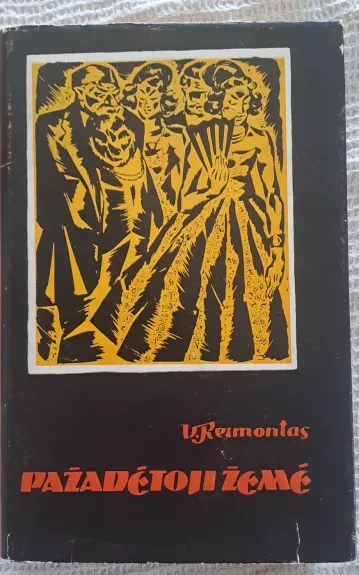 V. Reimontas
PAŽADĖTOJI ŽEMĖ